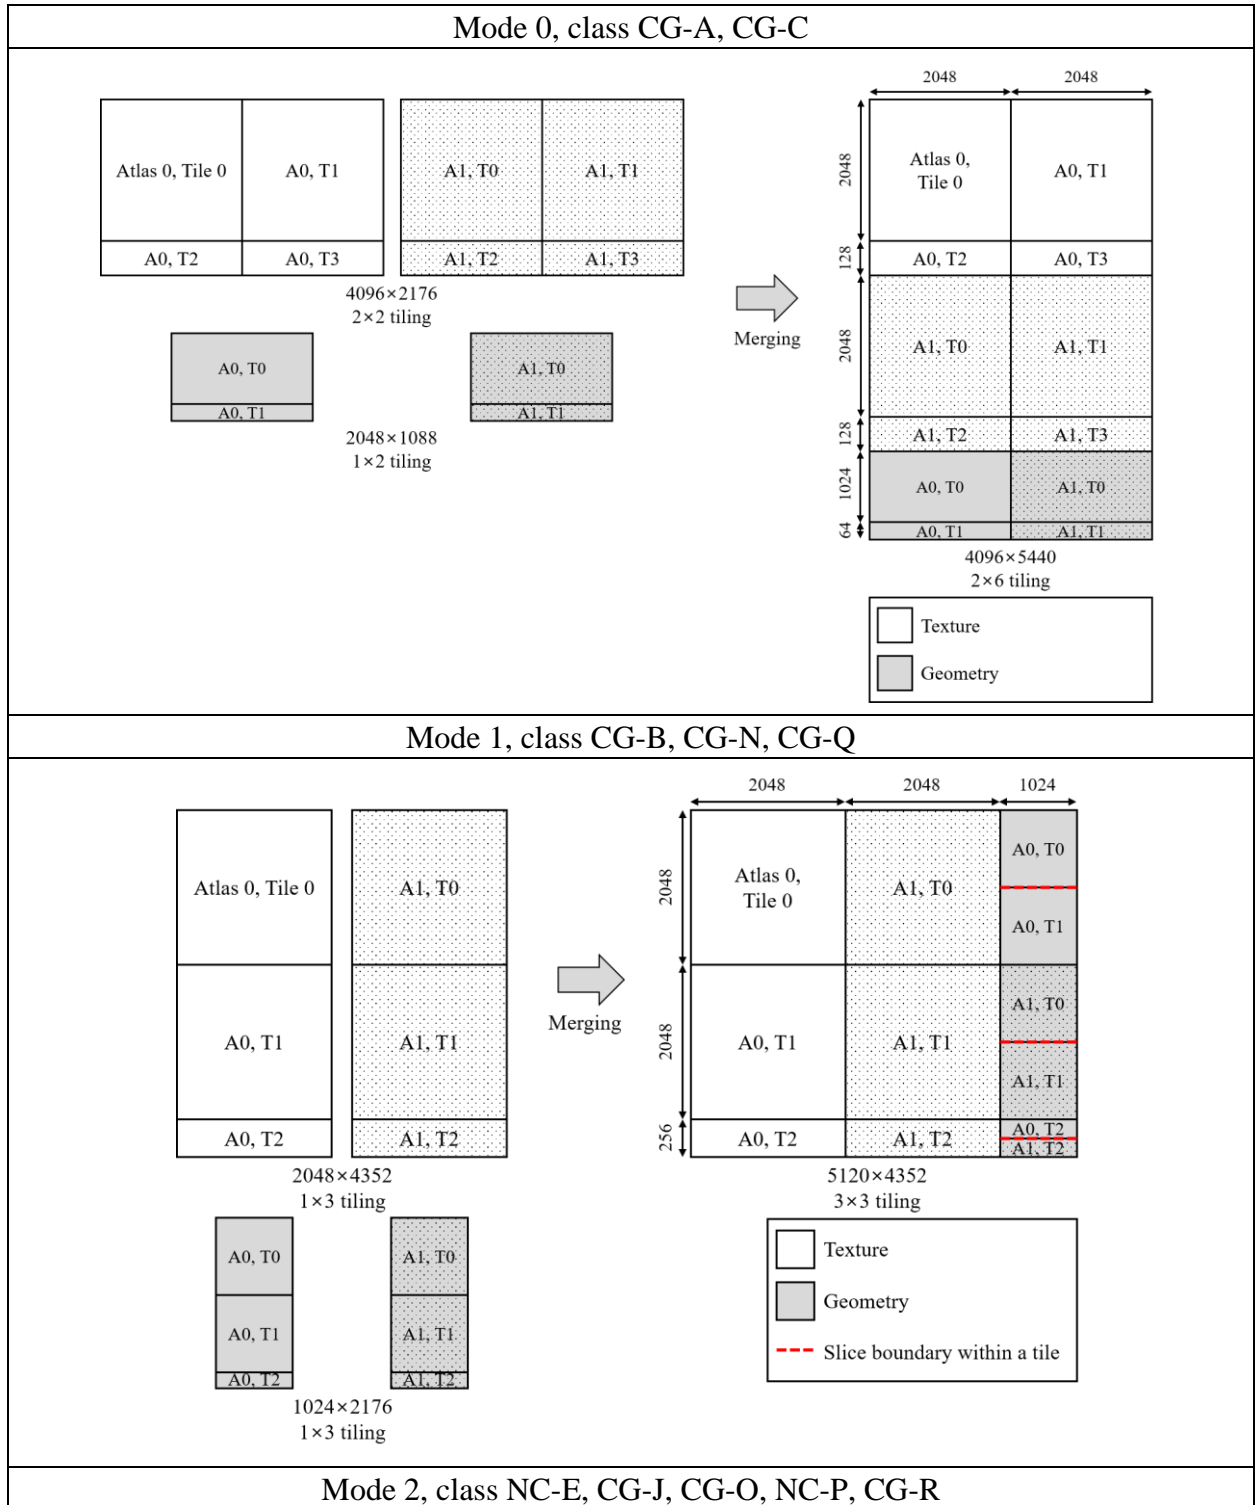 Mode 0, class CG-A, CG-C
2048 2048
Atlas 0, Tile 0
A0, T1
A1, T0
A1, T1
A0, T2
A0, T3
A1, T2
A1, T3
4096×2176
2×2 tiling
A0, T0
A0, T1
A1, T0
A1, T1
2048×1088
1×2 tiling
Merging
2048
Atlas 0,
Tile 0
A0, T1
128
A0, T2
A0, T3
2048
A1, T0
A1, T1
128
A1, T2
A1, T3
1024
A0, T0
A1, T0
64
A0, T1
A1, T1
4096×5440
2×6 tiling
Texture
Geometry
Mode 1, class CG-B, CG-N, CG-Q
Atlas 0, Tile 0
A1, T0
A0, T1
A1, T1
A0, T2
A1, T2
2048×4352
1×3 tiling
A0, T0
A1, T0
A0, T1
A1, T1
A0, T2
A1, T2
1024×2176
1×3 tiling
Merging
2048 2048 1024
2048
Atlas 0,
Tile 0
A1, T0
A0, T0
A0, T1
2048
A0, T1
A1, T1
A1, T0
A1, T1
256
A0, T2
A1, T2
A0, T2
A1, T2
5120×4352
3×3 tiling
Texture
Geometry
Slice boundary within a tile
Mode 2, class NC-E, CG-J, CG-O, NC-P, CG-R